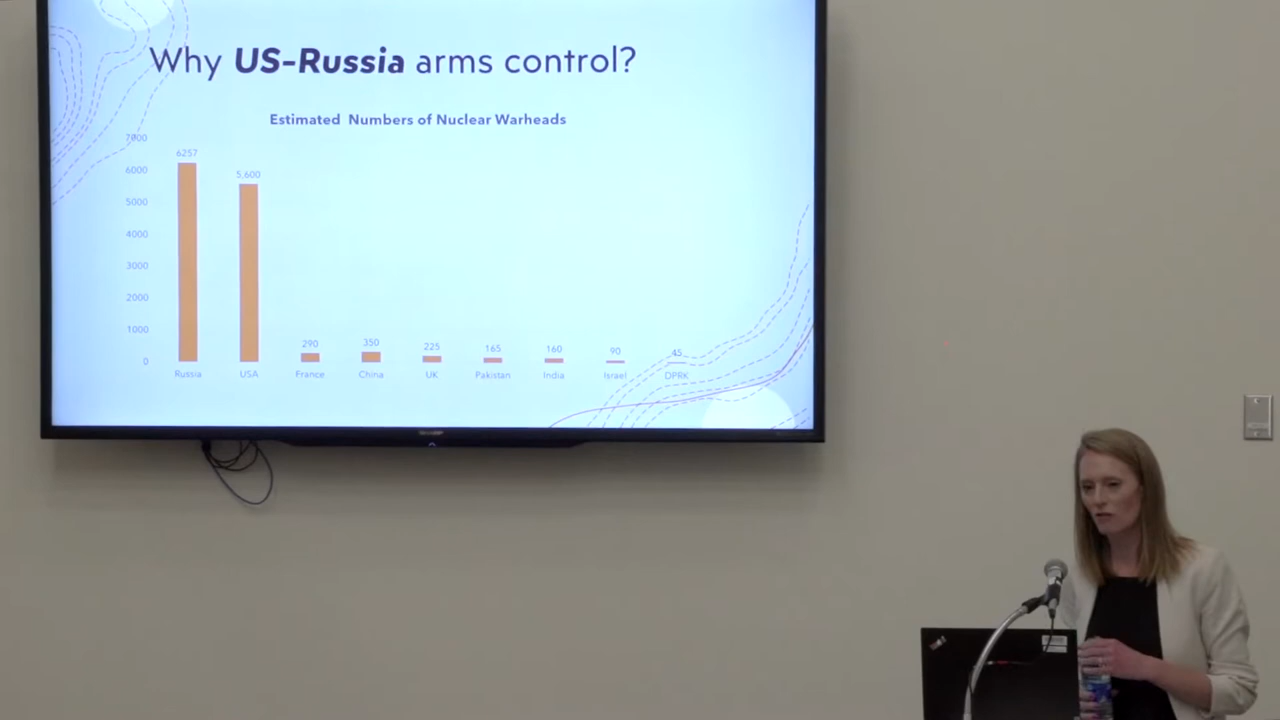 Why US-Russia arms control?
Estimated Numbers of Nuclear Warheads
7000
6000
5000
4000
3000
2000
1000
0
6257
5,600
290
350
225
165
160
90
45
Russia
USA
France
China
UK
Pakistan
India
Israel
DPRK
SHARP